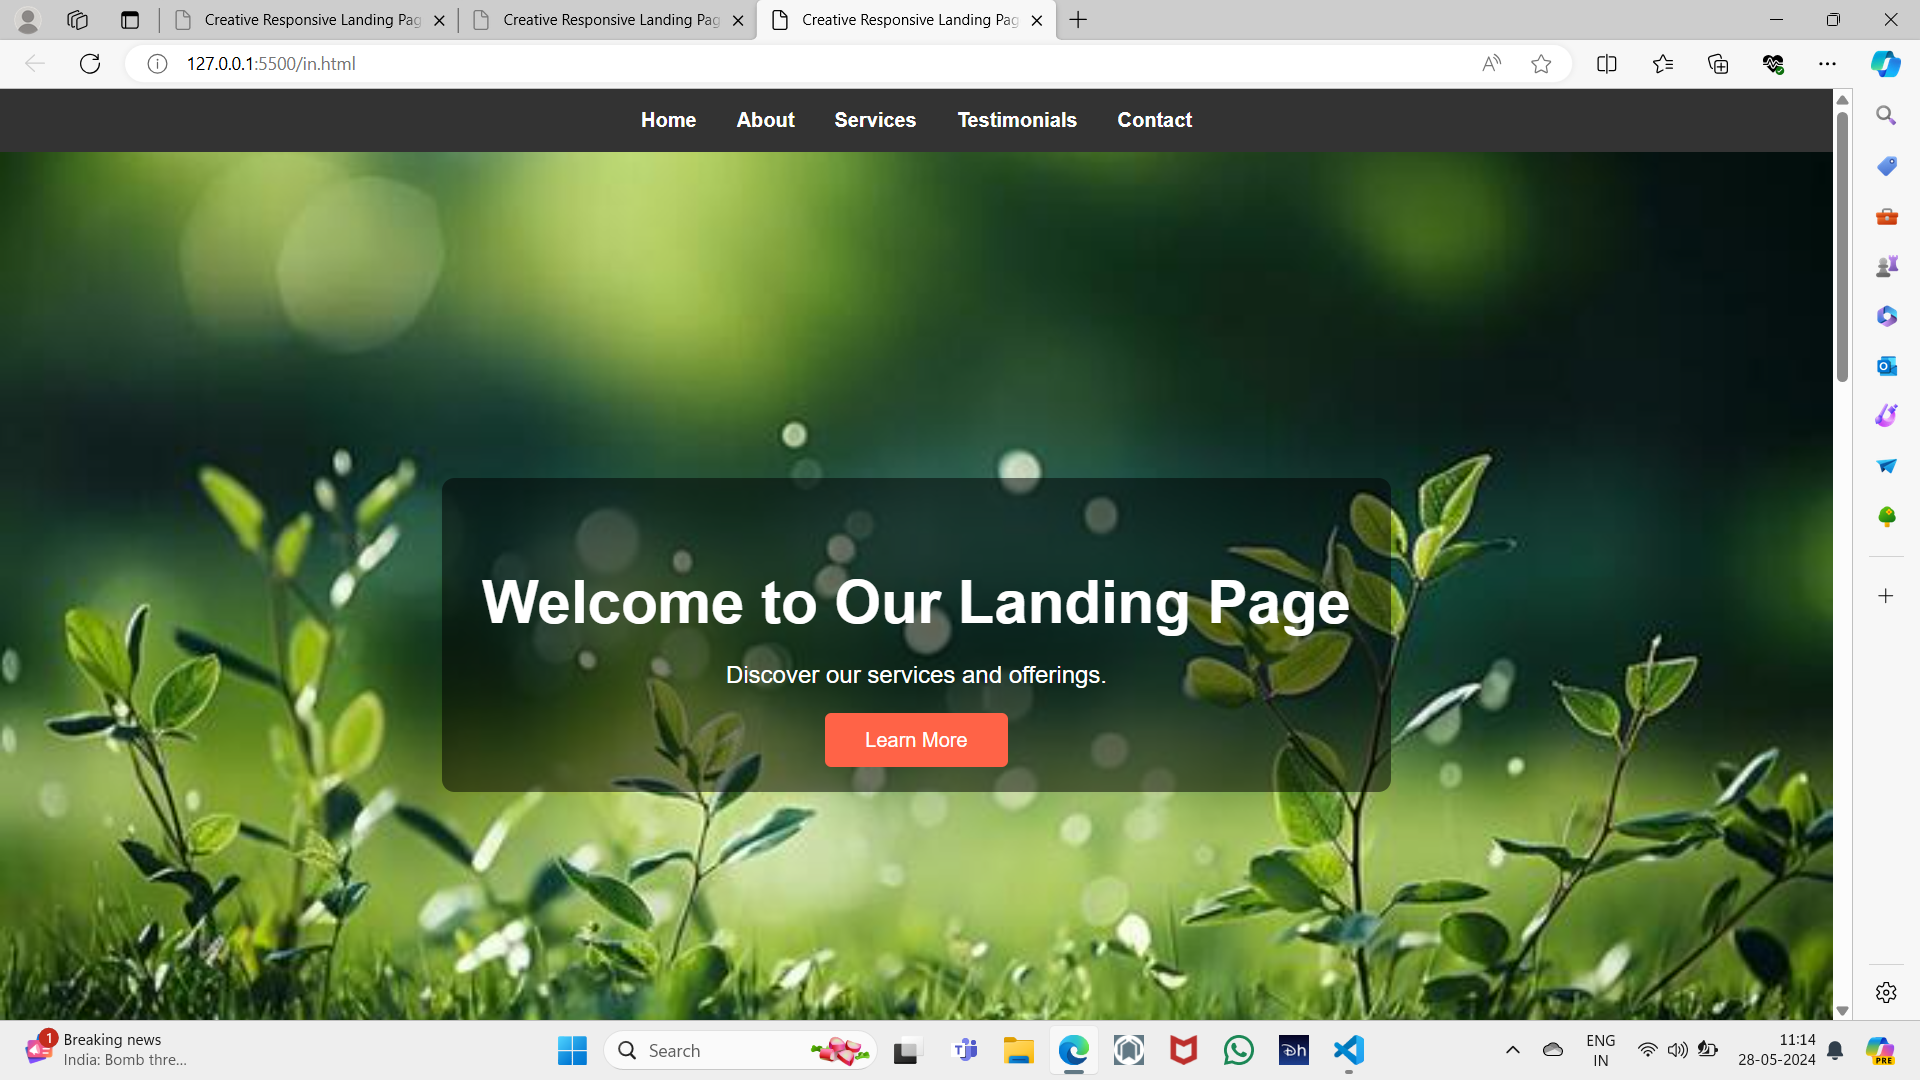 Creative Responsive Landing Pag
Creative Responsive Landing Pag
Creative Responsive Landing Pag
127.0.0.1:5500/in.html
Home About Services Testimonials Contact
Welcome to Our Landing Page
Discover our services and offerings.
Learn More
1
Breaking news
India: Bomb thre...
Search
Dh
ENG
IN
11:14
28-05-2024
PRE